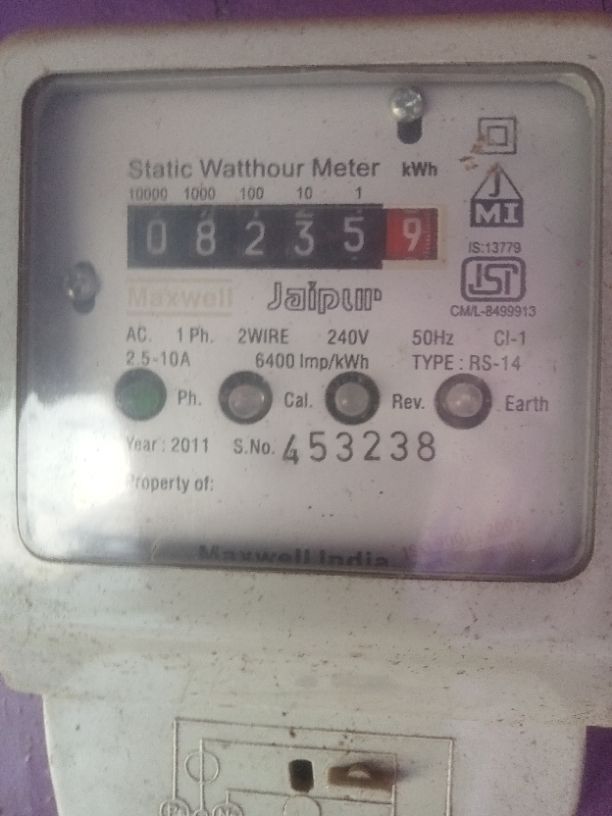 Static Watthour Meter kWh
10000 1000 100 10 1
0 8 2 3 5 9
J
MI
IS:13779
Maxwell Jaipur
ISI
CM/L-8499913
AC. 1 Ph. 2WIRE 240V 50Hz Cl-1
2.5-10A 6400 Imp/kWh TYPE : RS-14
Ph. Cal. Rev. Earth
Year : 2011 S.No. 453238
Property of:
Maxwell India